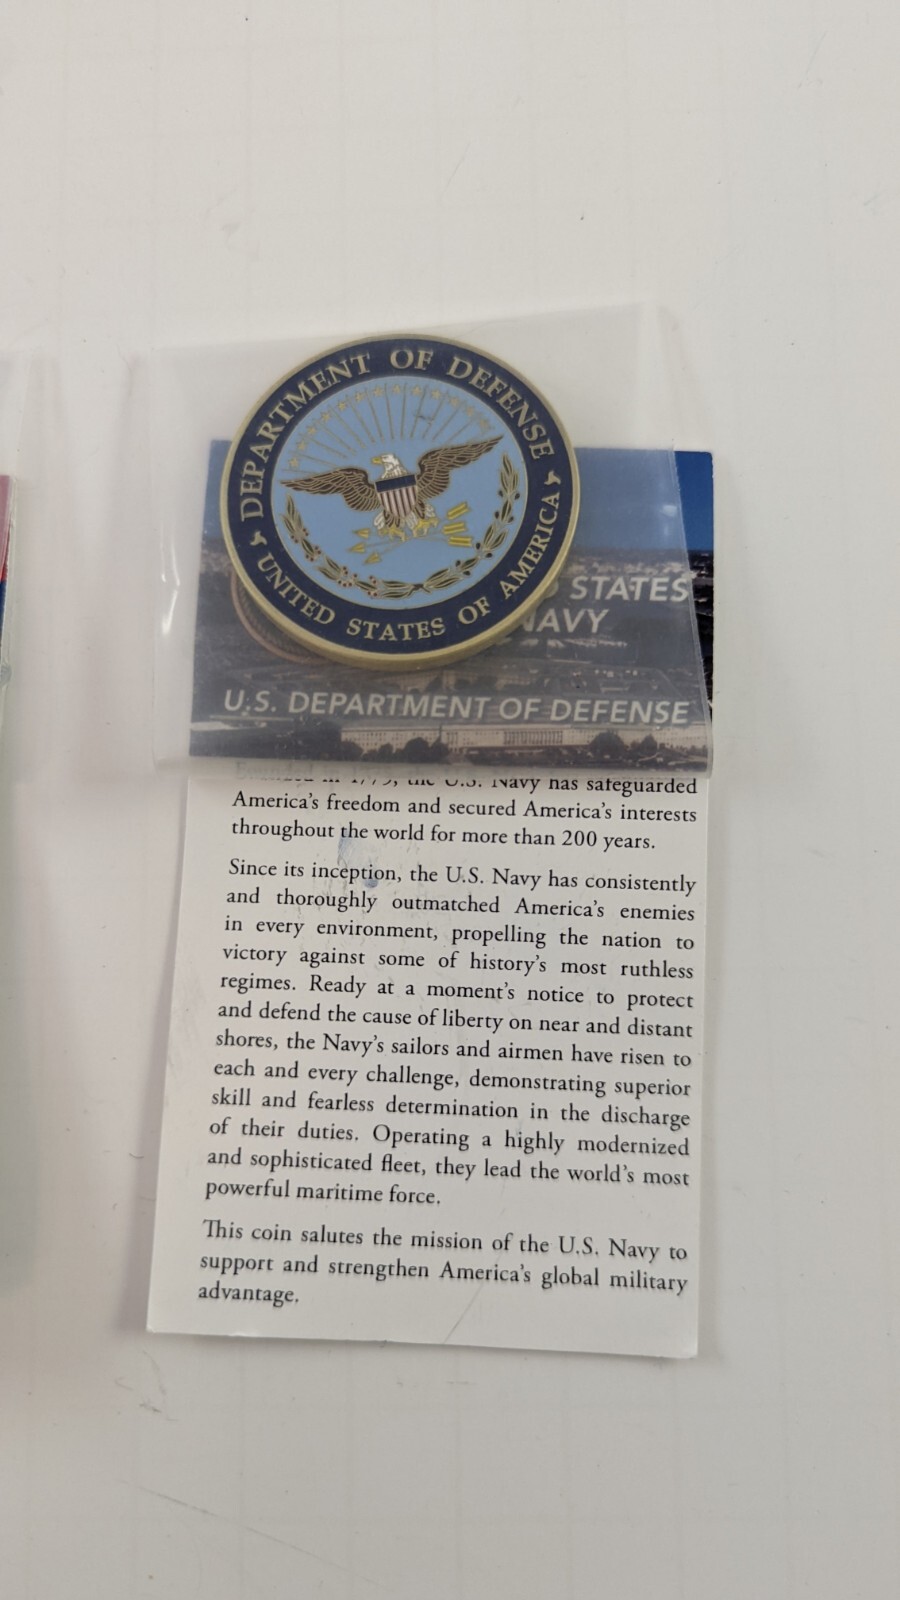 DEPARTMENT OF DEFENSE
UNITED STATES OF AMERICA
STATES
NAVY
U.S. DEPARTMENT OF DEFENSE
in 1775, the U.S. Navy has safeguarded
America's freedom and secured America's interests
throughout the world for more than 200 years.
Since its inception, the U.S. Navy has consistently
and thoroughly outmatched America's enemies
in every environment, propelling the nation to
victory against some of history's most ruthless
regimes. Ready at a moment's notice to protect
and defend the cause of liberty on near and distant
shores, the Navy's sailors and airmen have risen to
each and every challenge, demonstrating superior
skill and fearless determination in the discharge
of their duties. Operating a highly modernized
and sophisticated fleet, they lead the world's most
powerful maritime force.
This coin salutes the mission of the U.S. Navy to
support and strengthen America's global military
advantage.